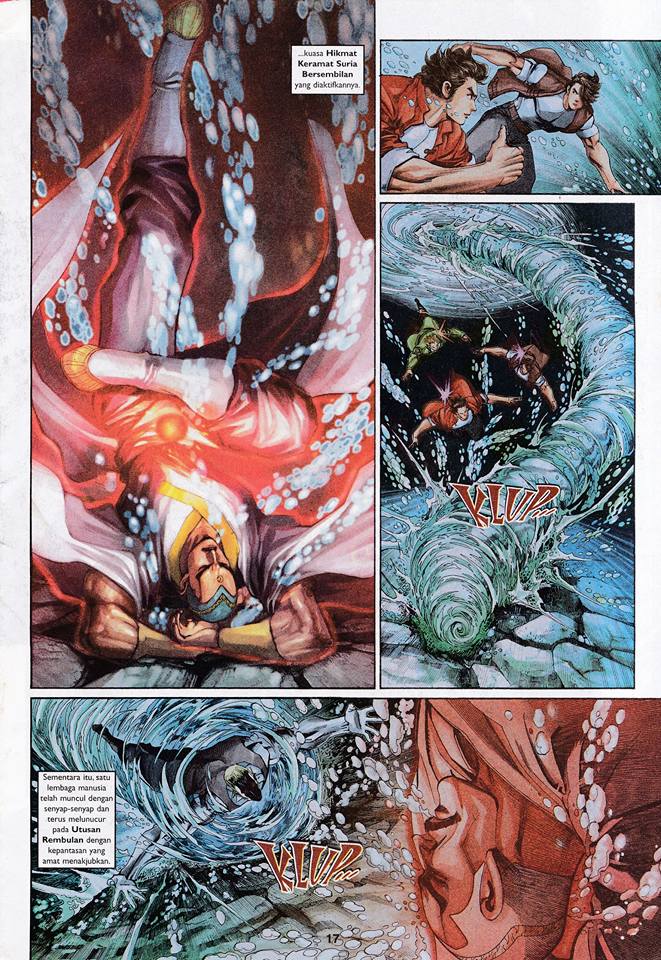 ...kuasa Hikmat
Keramat Suria
Bersembilan
yang diaktifkannya.
KLUP...
Sementara itu, satu
lembaga manusia
telah muncul dengan
senyap-senyap dan
terus melunucur
pada Utusan
Rembulan dengan
kepantasan yang
amat menakjubkan.
KLUP...
17